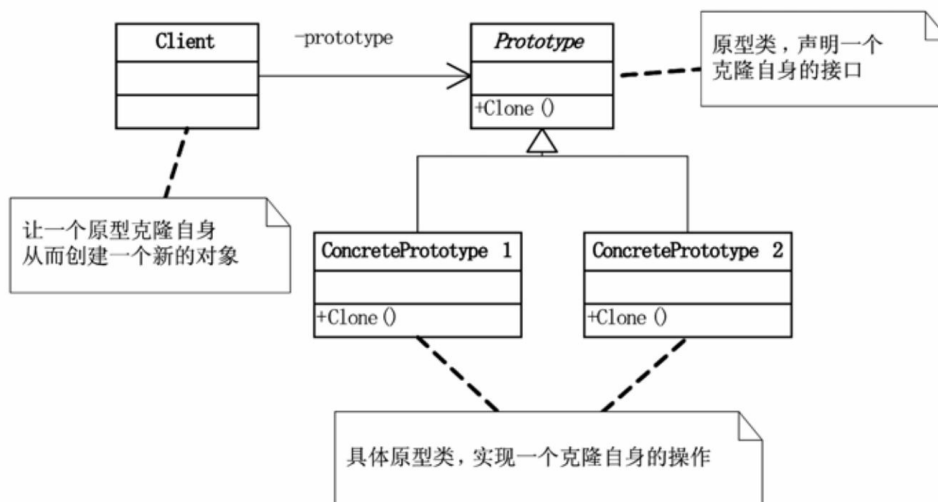 Client
-prototype
Prototype
+Clone()
原型类，声明一个
克隆自身的接口
让一个原型克隆自身
从而创建一个新的对象
ConcretePrototype 1
+Clone()
ConcretePrototype 2
+Clone()
具体原型类，实现一个克隆自身的操作